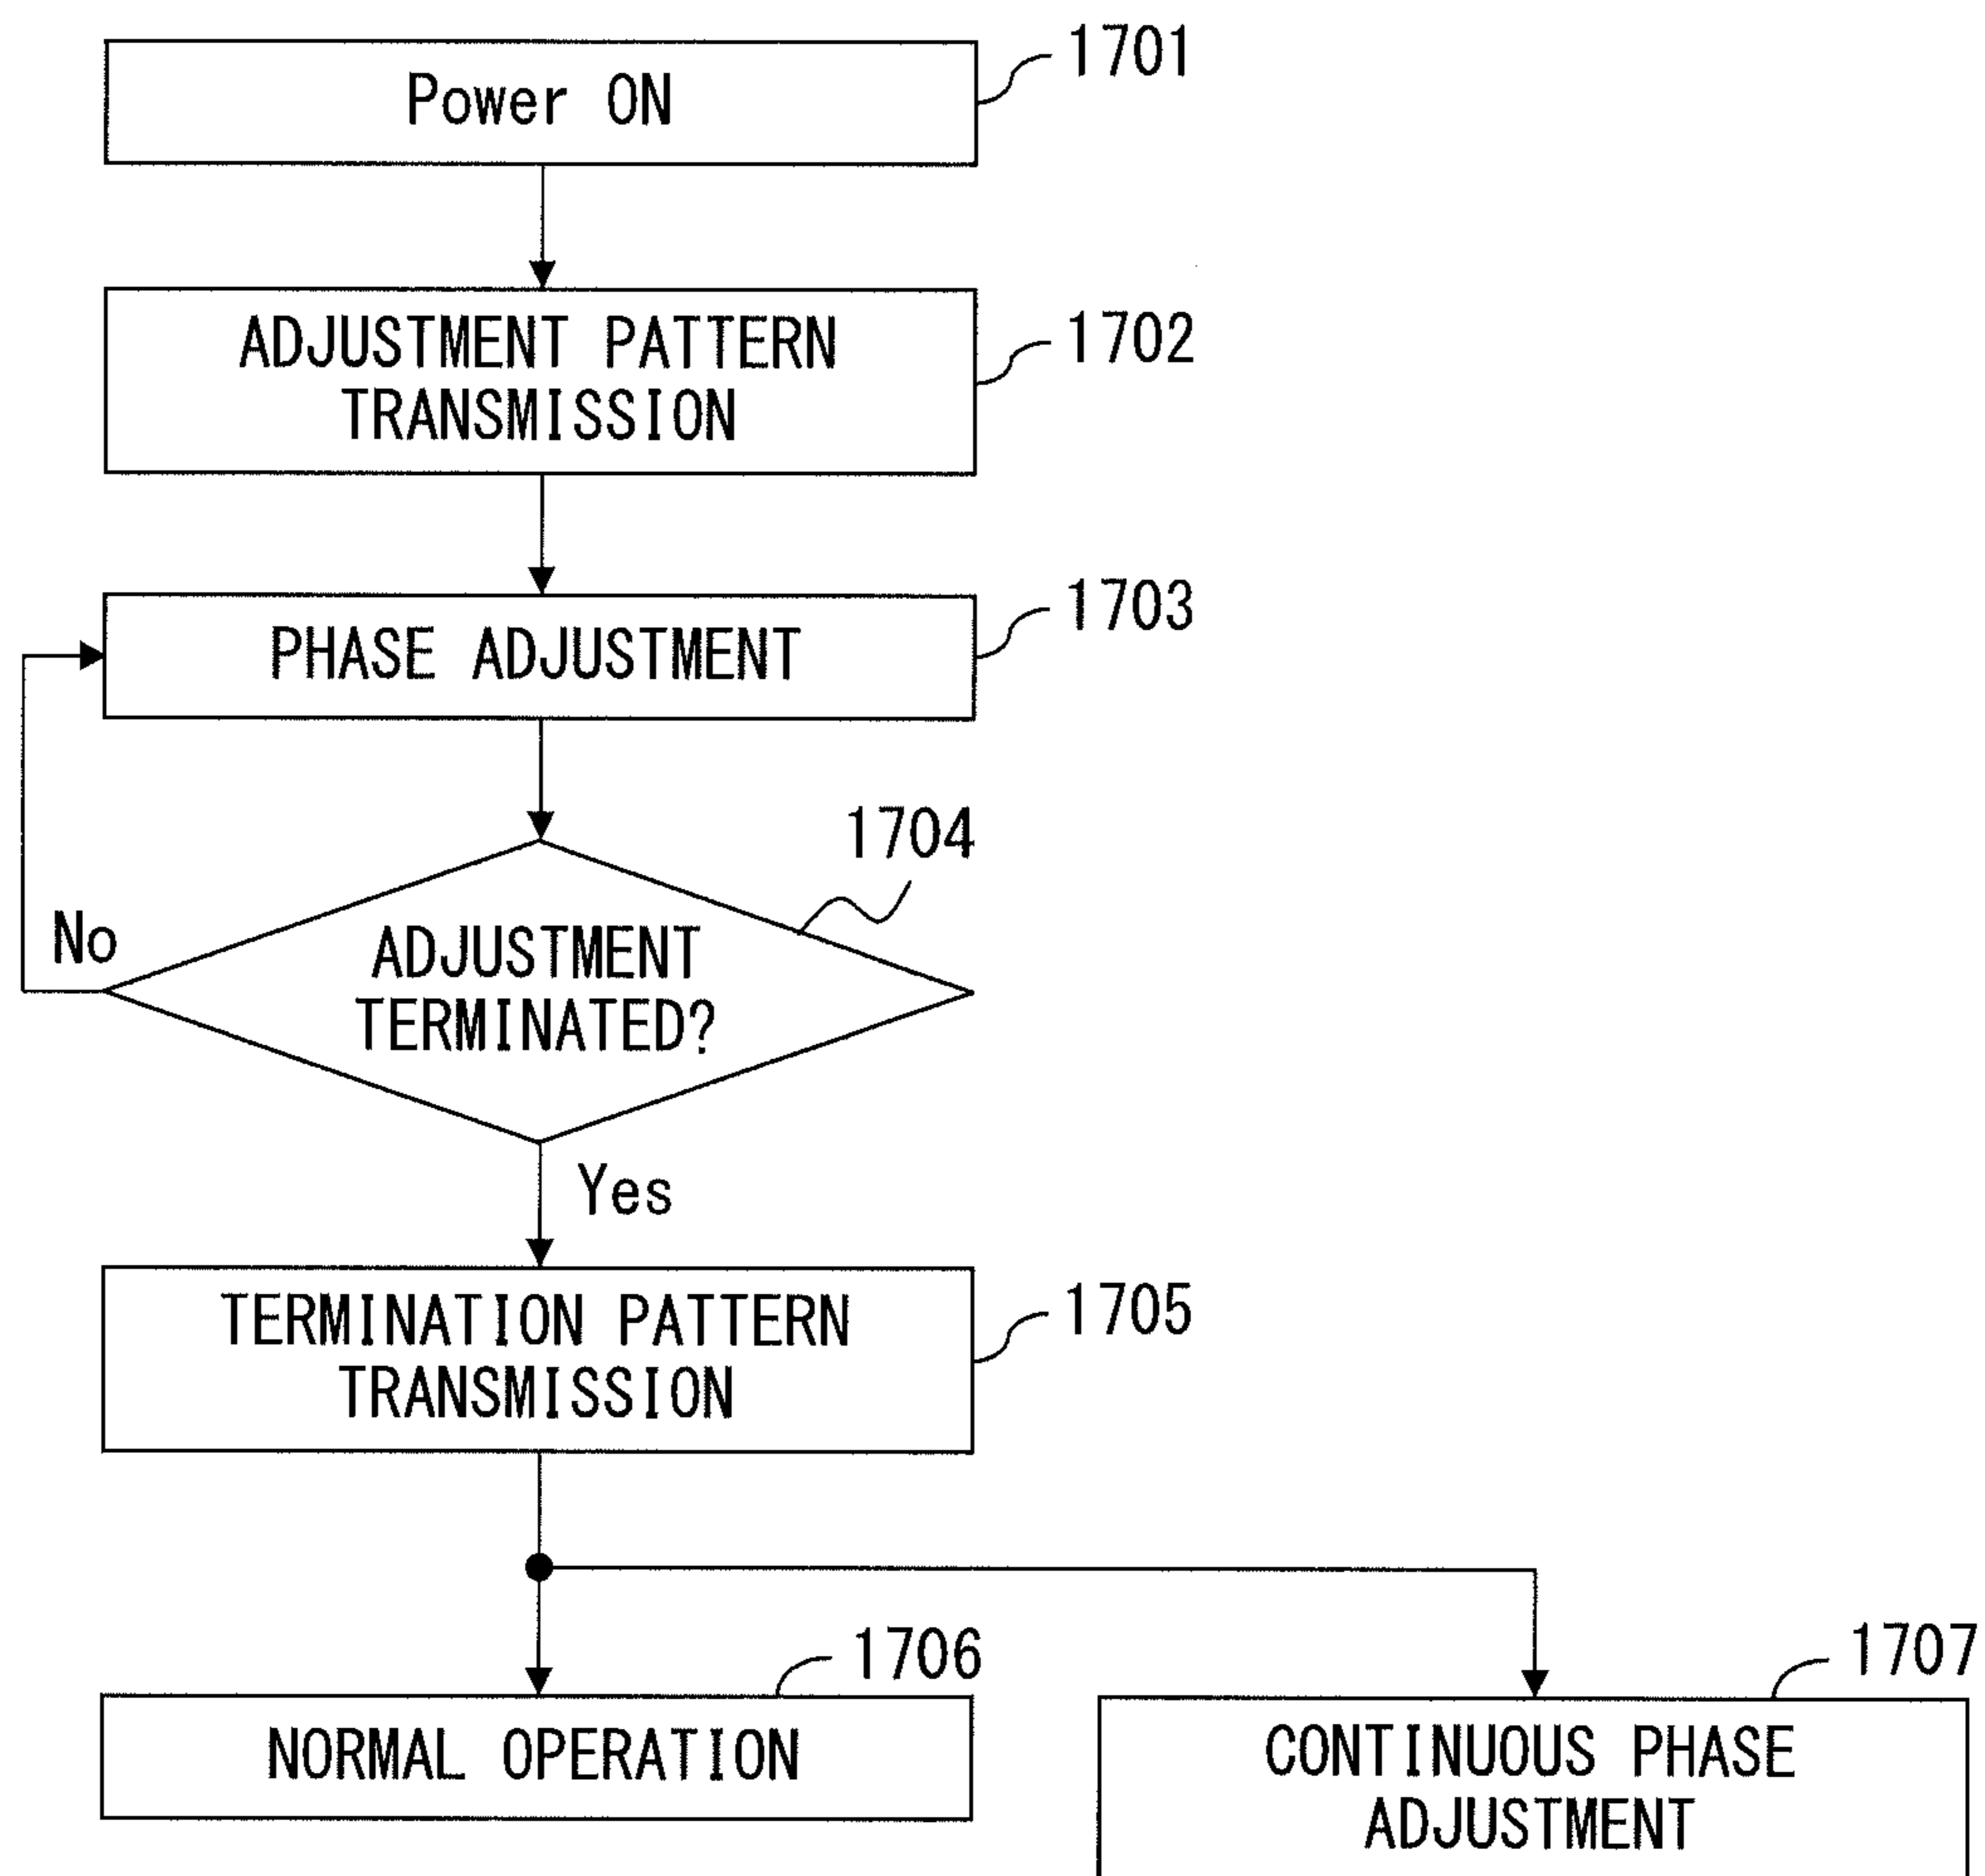 Power ON
1701
ADJUSTMENT PATTERN
TRANSMISSION
1702
PHASE ADJUSTMENT
1703
1704
No
ADJUSTMENT
TERMINATED?
Yes
TERMINATION PATTERN
TRANSMISSION
1705
1706
NORMAL OPERATION
1707
CONTINUOUS PHASE
ADJUSTMENT